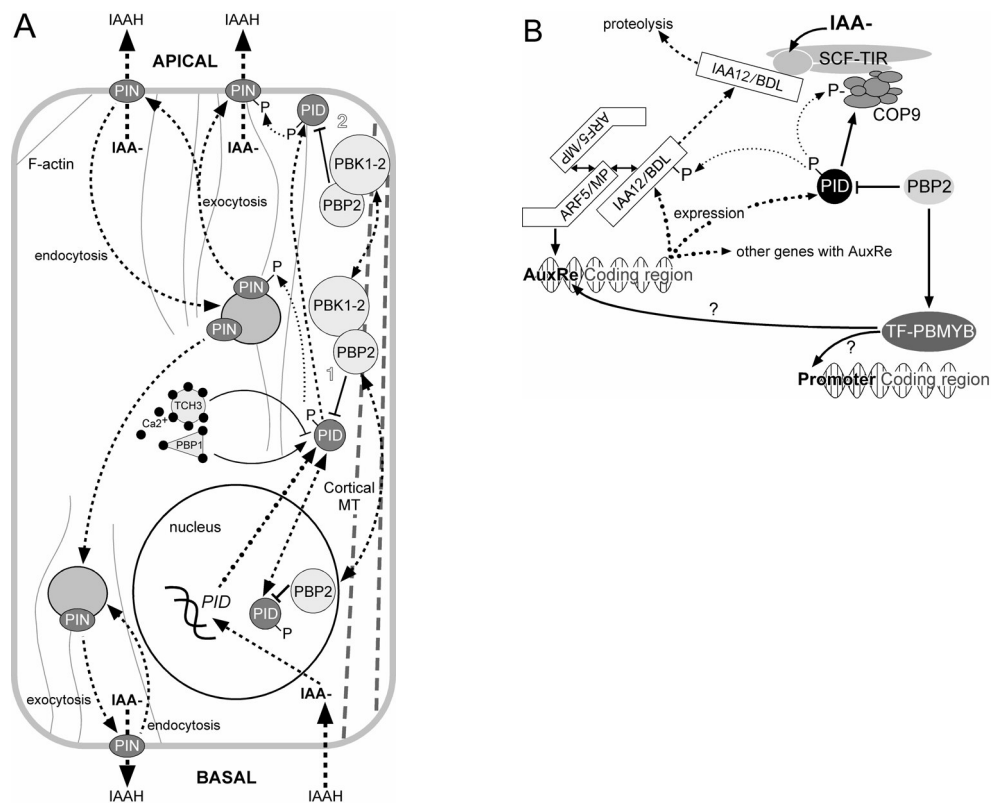 A
IAAH
IAAH
APICAL
PIN
PIN
P
PID
P
2
IAA-
IAA-
F-actin
PBK1-2
PBP2
exocytosis
endocytosis
P
PIN
PIN
PBK1-2
PBP2
1
TCH3
Ca2+
PBP1
P
PID
Cortical
MT
nucleus
PID
PBP2
PID
P
PIN
IAA-
exocytosis
IAA-
endocytosis
PIN
BASAL
IAAH
IAAH
B
IAA-
proteolysis
SCF-TIR
IAA12/BDL
P-
COP9
ARF5/MP
ARF5/MP
IAA12/BDL
P
P
PID
PBP2
expression
other genes with AuxRe
AuxRe Coding region
?
TF-PBMYB
?
Promoter Coding region